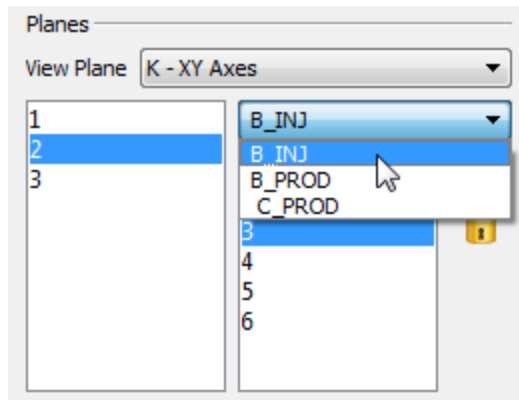 Planes
View Plane K - XY Axes
1
2
3
B_INJ
B_INJ
B_PROD
C_PROD
3
4
5
6